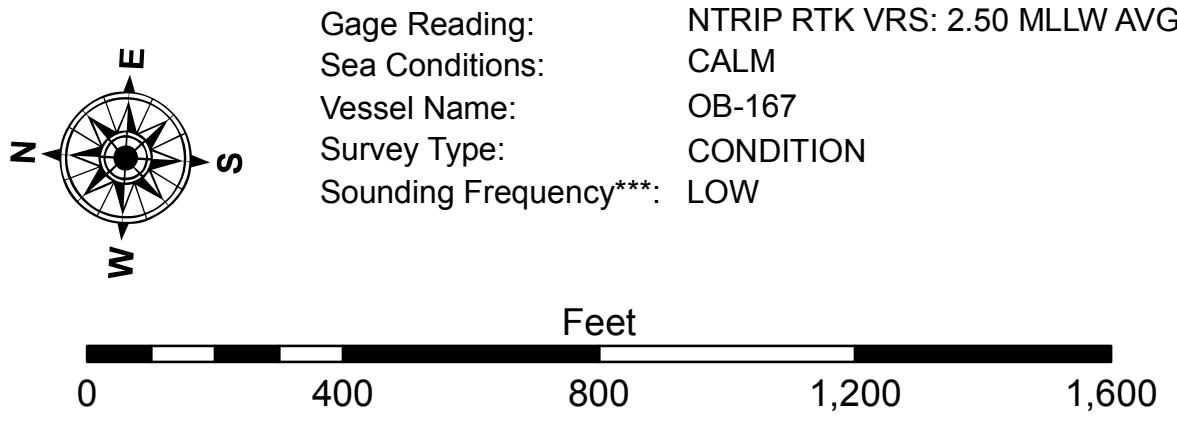 Gage Reading: NTRIP RTK VRS: 2.50 MLLW AVG
Sea Conditions: CALM
Vessel Name: OB-167
Survey Type: CONDITION
Sounding Frequency***: LOW
E
N
S
W
Feet
0 400 800 1,200 1,600